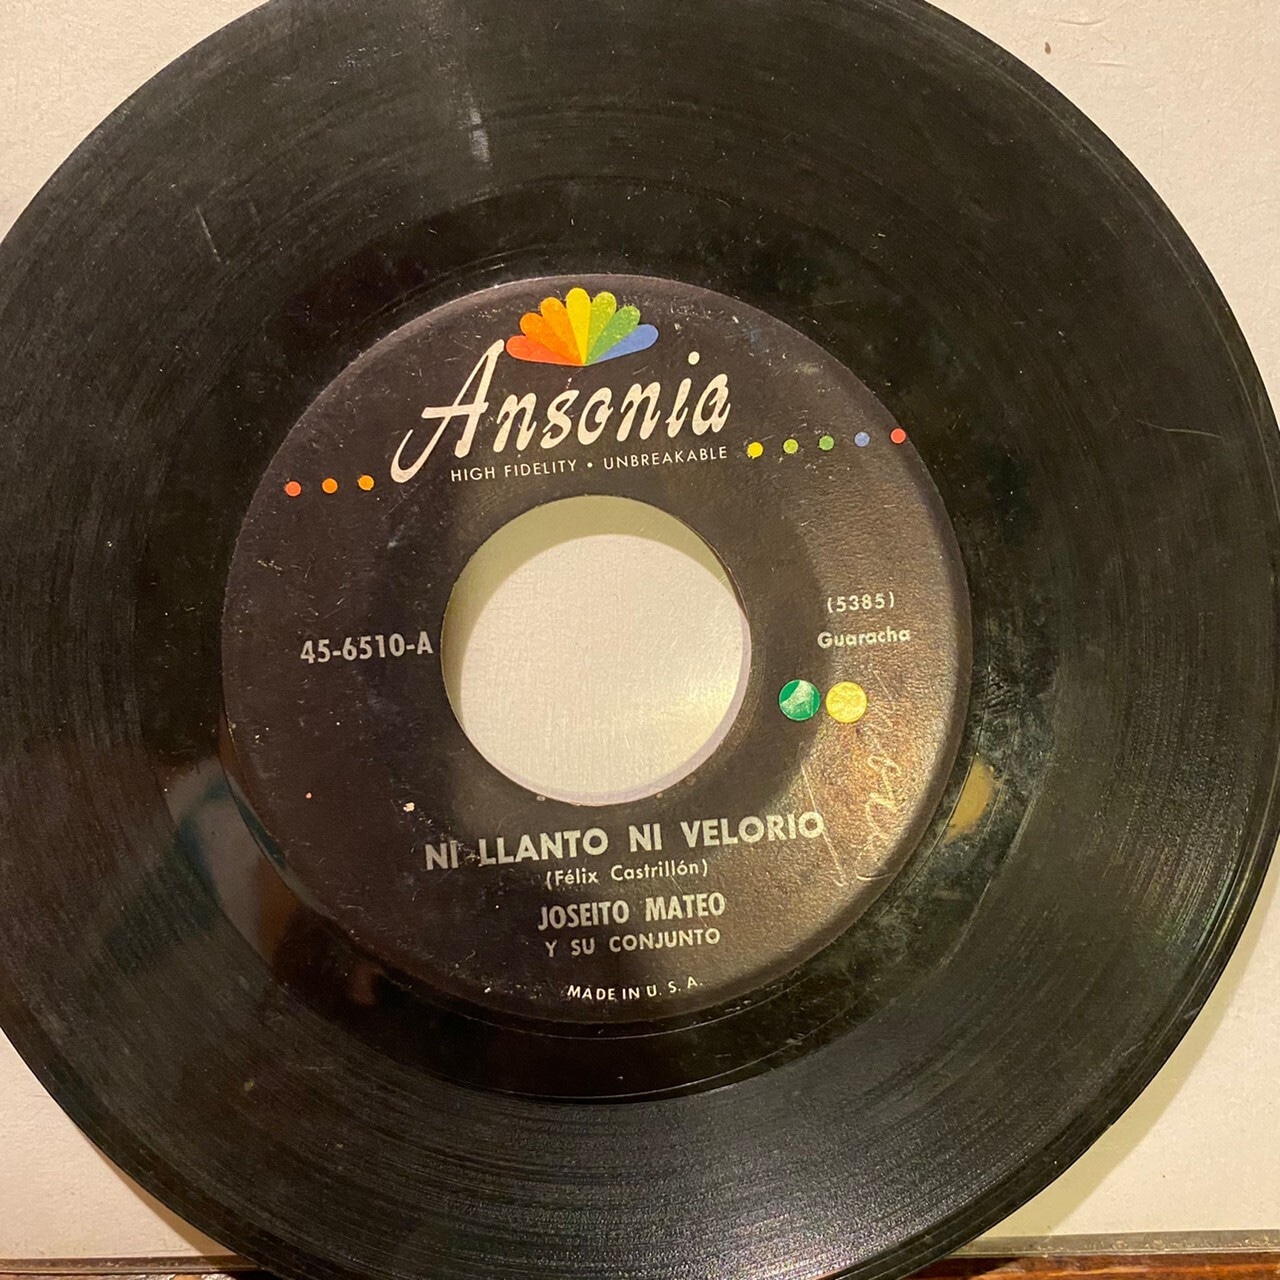 Ansonia
HIGH FIDELITY • UNBREAKABLE
(5385)
Guaracha
45-6510-A
NI LLANTO NI VELORIO
(Félix Castrillón)
JOSEITO MATEO
Y SU CONJUNTO
MADE IN U. S. A.